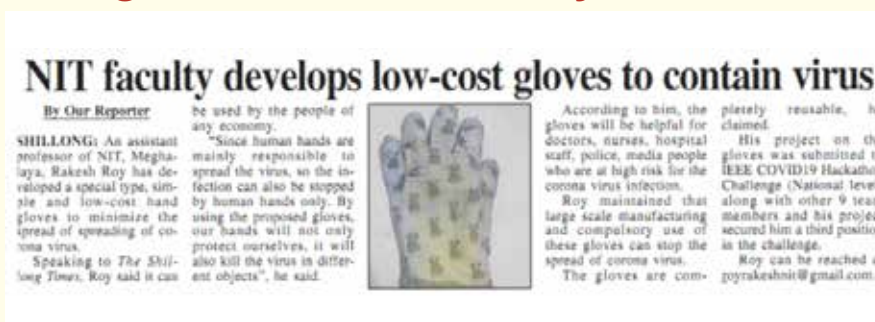 NIT faculty develops low-cost gloves to contain virus
By Our Reporter
SHILLONG: An assistant
professor of NIT, Megha-
laya, Rakesh Roy has de-
veloped a special type, sim-
ple and low-cost hand
gloves to minimize the
spread of spreading of co-
rona virus.
Speaking to The Shil-
long Times, Roy said it can
be used by the people of
any economy.
"Since human hands are
mainly responsible to
spread the virus, so the in-
fection can also be stopped
by human hands only. By
using the proposed gloves,
our hands will not only
protect ourselves, it will
also kill the virus in differ-
ent objects", he said.
According to him, the
gloves will be helpful for
doctors, nurses, hospital
staff, police, media people
who are at high risk for the
corona virus infection.
Roy maintained that
large scale manufacturing
and compulsory use of
these gloves can stop the
spread of corona virus.
The gloves are com-
pletely reusable, h
claimed.
His project on th
gloves was submitted t
IEEE COVID19 Hackatho
Challenge (National leve
along with other 9 team
members and his projec
secured him a third positio
in the challenge.
Roy can be reached a
royrakeshnit@gmail.com.